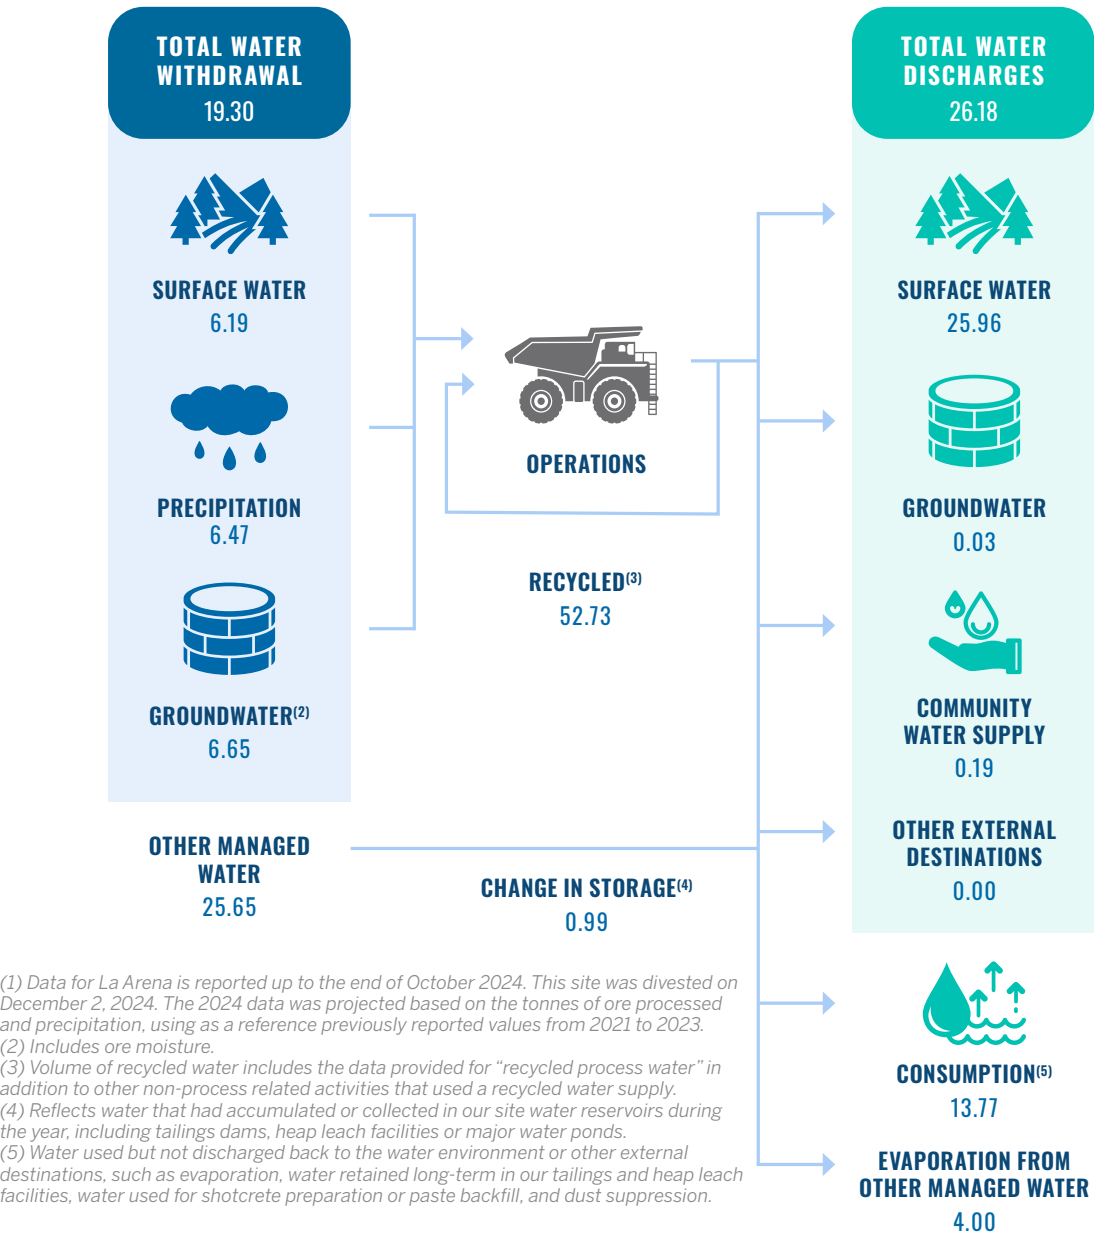 TOTAL WATER
WITHDRAWAL
19.30
SURFACE WATER
6.19
PRECIPITATION
6.47
GROUNDWATER(2)
6.65
OTHER MANAGED
WATER
25.65
OPERATIONS
RECYCLED(3)
52.73
CHANGE IN STORAGE(4)
0.99
TOTAL WATER
DISCHARGES
26.18
SURFACE WATER
25.96
GROUNDWATER
0.03
COMMUNITY
WATER SUPPLY
0.19
OTHER EXTERNAL
DESTINATIONS
0.00
CONSUMPTION(5)
13.77
EVAPORATION FROM
OTHER MANAGED WATER
4.00
(1) Data for La Arena is reported up to the end of October 2024. This site was divested on
December 2, 2024. The 2024 data was projected based on the tonnes of ore processed
and precipitation, using as a reference previously reported values from 2021 to 2023.
(2) Includes ore moisture.
(3) Volume of recycled water includes the data provided for “recycled process water” in
addition to other non-process related activities that used a recycled water supply.
(4) Reflects water that had accumulated or collected in our site water reservoirs during
the year, including tailings dams, heap leach facilities or major water ponds.
(5) Water used but not discharged back to the water environment or other external
destinations, such as evaporation, water retained long-term in our tailings and heap leach
facilities, water used for shotcrete preparation or paste backfill, and dust suppression.